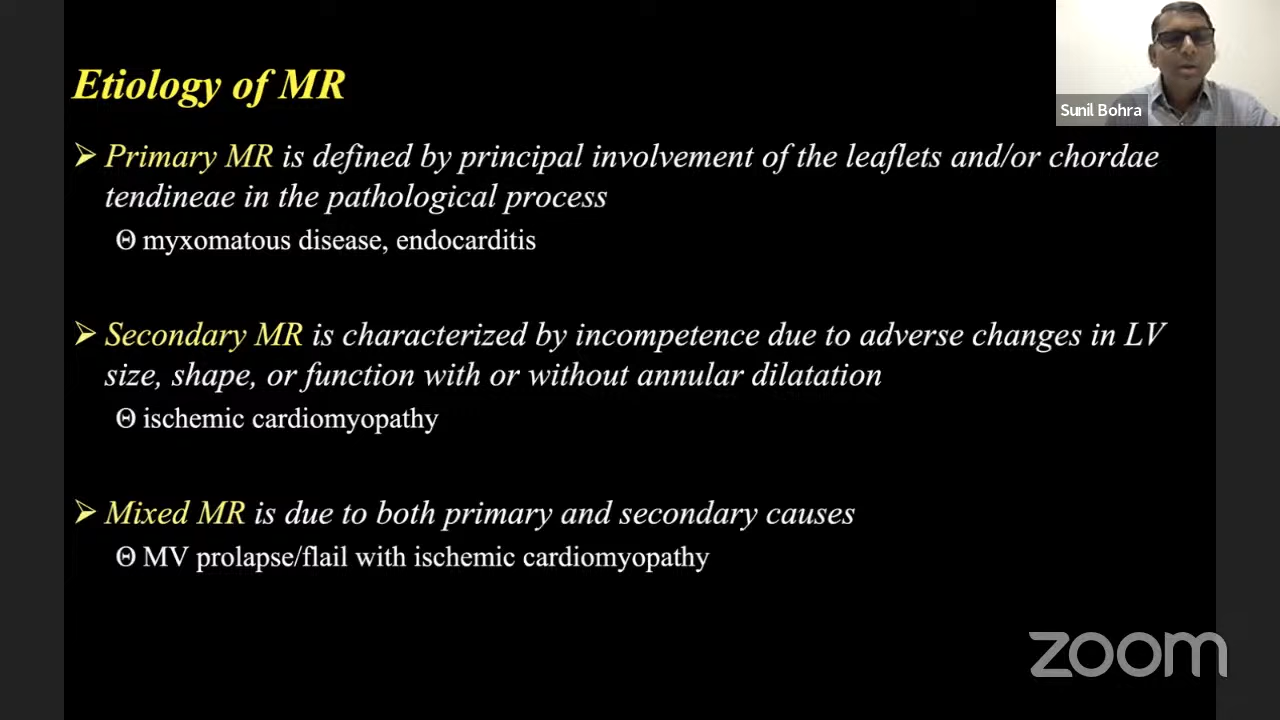 Etiology of MR
Sunil Bohra
➢ Primary MR is defined by principal involvement of the leaflets and/or chordae
tendineae in the pathological process
Θ myxomatous disease, endocarditis
➢ Secondary MR is characterized by incompetence due to adverse changes in LV
size, shape, or function with or without annular dilatation
Θ ischemic cardiomyopathy
➢ Mixed MR is due to both primary and secondary causes
Θ MV prolapse/flail with ischemic cardiomyopathy
zoom